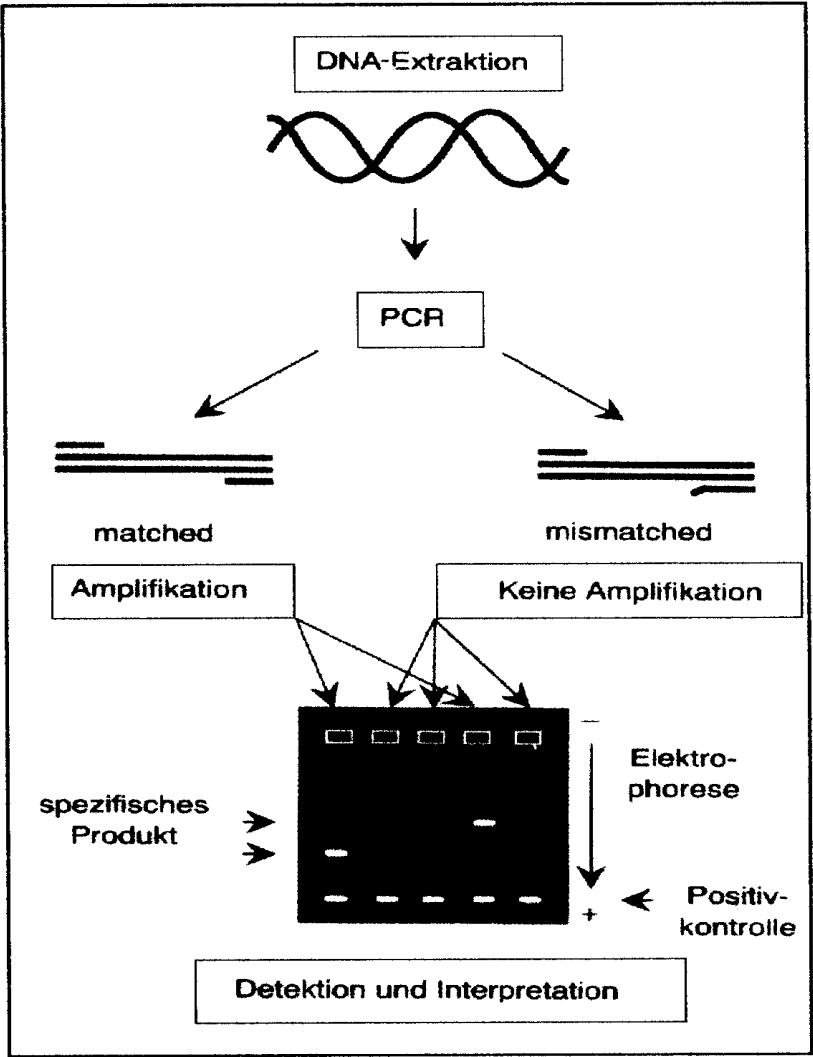 DNA-Extraktion
PCR
matched
mismatched
Amplifikation
Keine Amplifikation
−
Elektro-
phorese
spezifisches
Produkt
Positiv-
kontrolle
+
Detektion und Interpretation